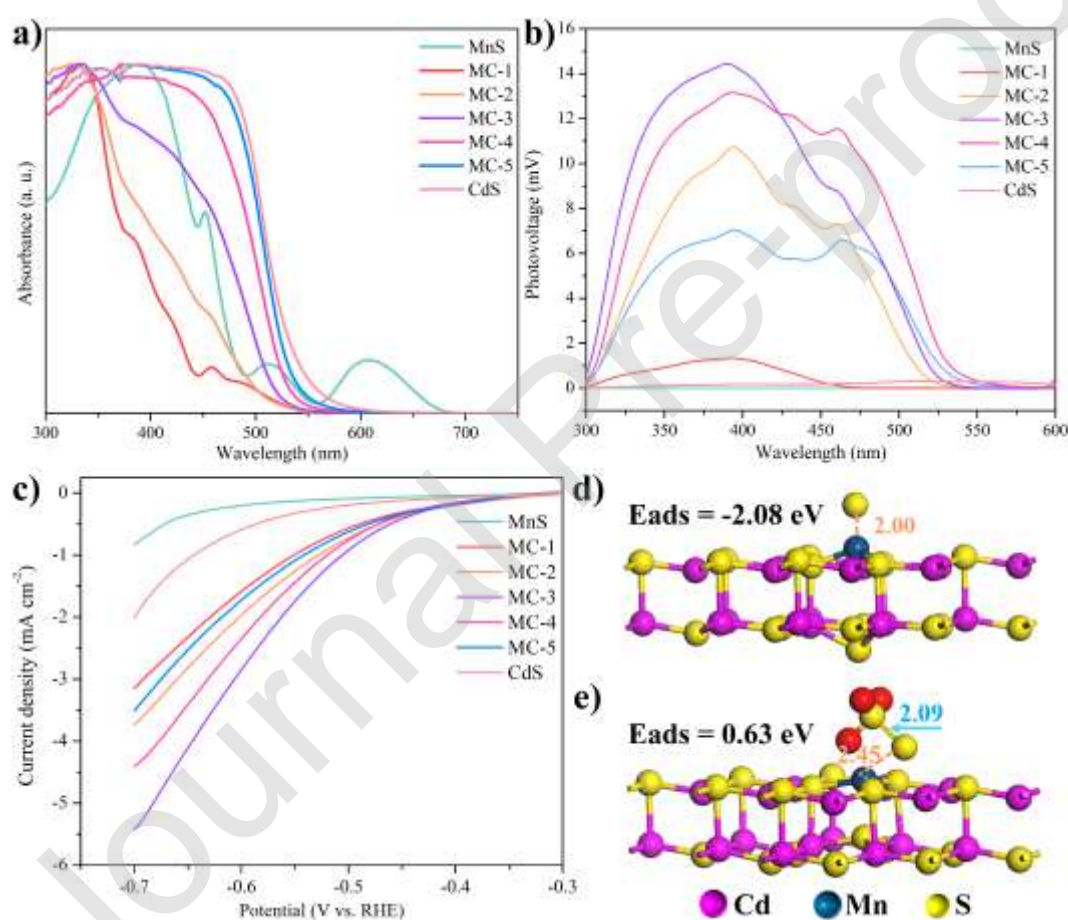 a)
MnS
MC-1
MC-2
MC-3
MC-4
MC-5
CdS
Absorbance (a. u.)
300 400 500 600 700
Wavelength (nm)
b)
16
14
12
10
8
6
4
2
0
Photovoltage (mV)
MnS
MC-1
MC-2
MC-3
MC-4
MC-5
CdS
300 350 400 450 500 550 600
Wavelength (nm)
c)
0
-1
-2
-3
-4
-5
-6
Current density (mA cm⁻²)
MnS
MC-1
MC-2
MC-3
MC-4
MC-5
CdS
-0.7 -0.6 -0.5 -0.4 -0.3
Potential (V vs. RHE)
d)
Eads = -2.08 eV
2.00
e)
Eads = 0.63 eV
2.09
2.45
Cd Mn S
Journal Pre-proo